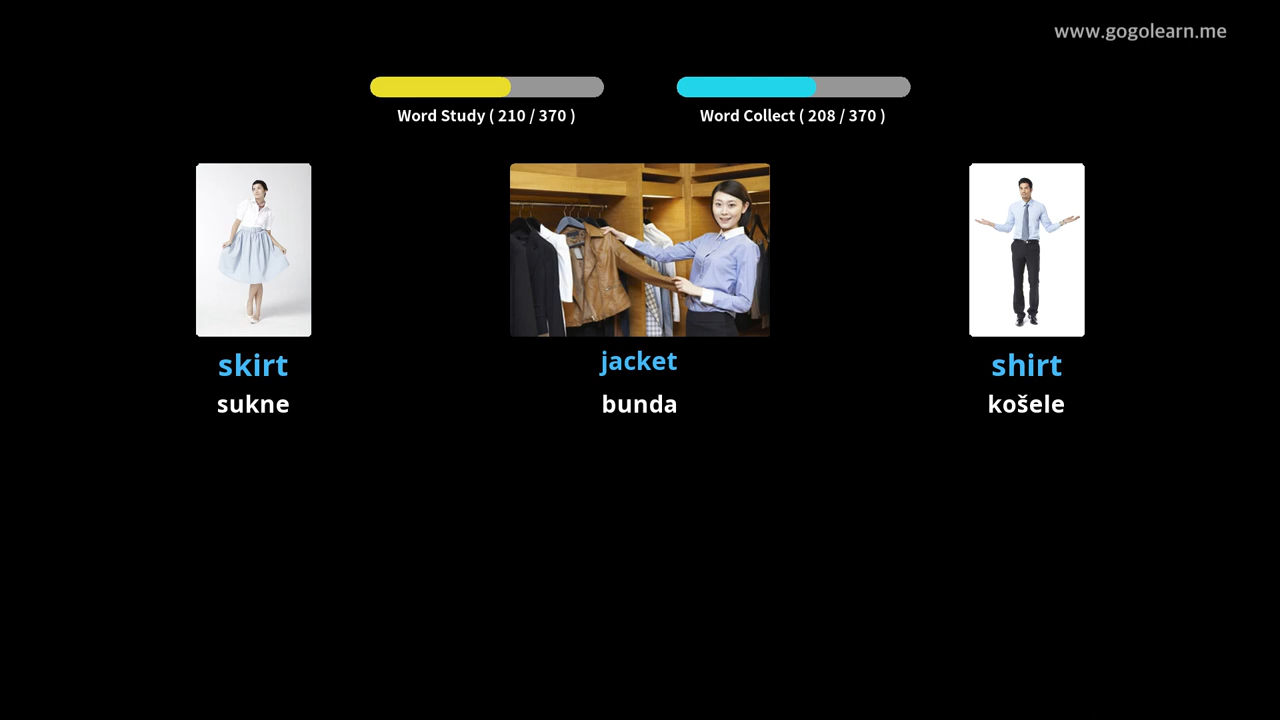 www.gogolearn.me
Word Study ( 210 / 370 )
Word Collect ( 208 / 370 )
skirt
sukne
jacket
bunda
shirt
košele